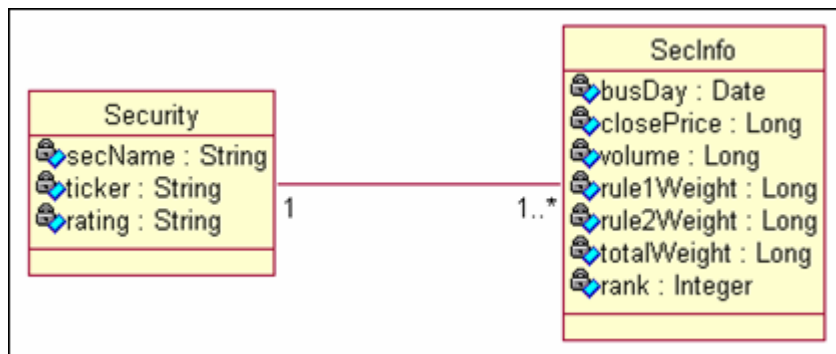 Security
secName : String
ticker : String
rating : String
1
1..*
SecInfo
busDay : Date
closePrice : Long
volume : Long
rule1Weight : Long
rule2Weight : Long
totalWeight : Long
rank : Integer